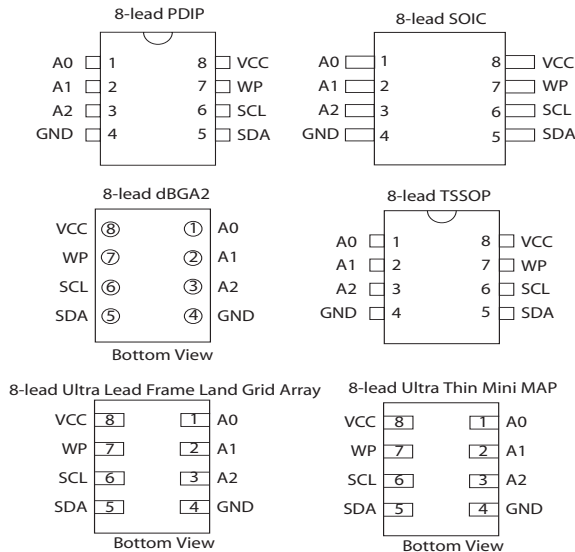 8-lead PDIP
A0 1 8 VCC
A1 2 7 WP
A2 3 6 SCL
GND 4 5 SDA
8-lead SOIC
A0 1 8 VCC
A1 2 7 WP
A2 3 6 SCL
GND 4 5 SDA
8-lead dBGA2
VCC 8 1 A0
WP 7 2 A1
SCL 6 3 A2
SDA 5 4 GND
Bottom View
8-lead TSSOP
A0 1 8 VCC
A1 2 7 WP
A2 3 6 SCL
GND 4 5 SDA
8-lead Ultra Lead Frame Land Grid Array
VCC 8 1 A0
WP 7 2 A1
SCL 6 3 A2
SDA 5 4 GND
Bottom View
8-lead Ultra Thin Mini MAP
VCC 8 1 A0
WP 7 2 A1
SCL 6 3 A2
SDA 5 4 GND
Bottom View